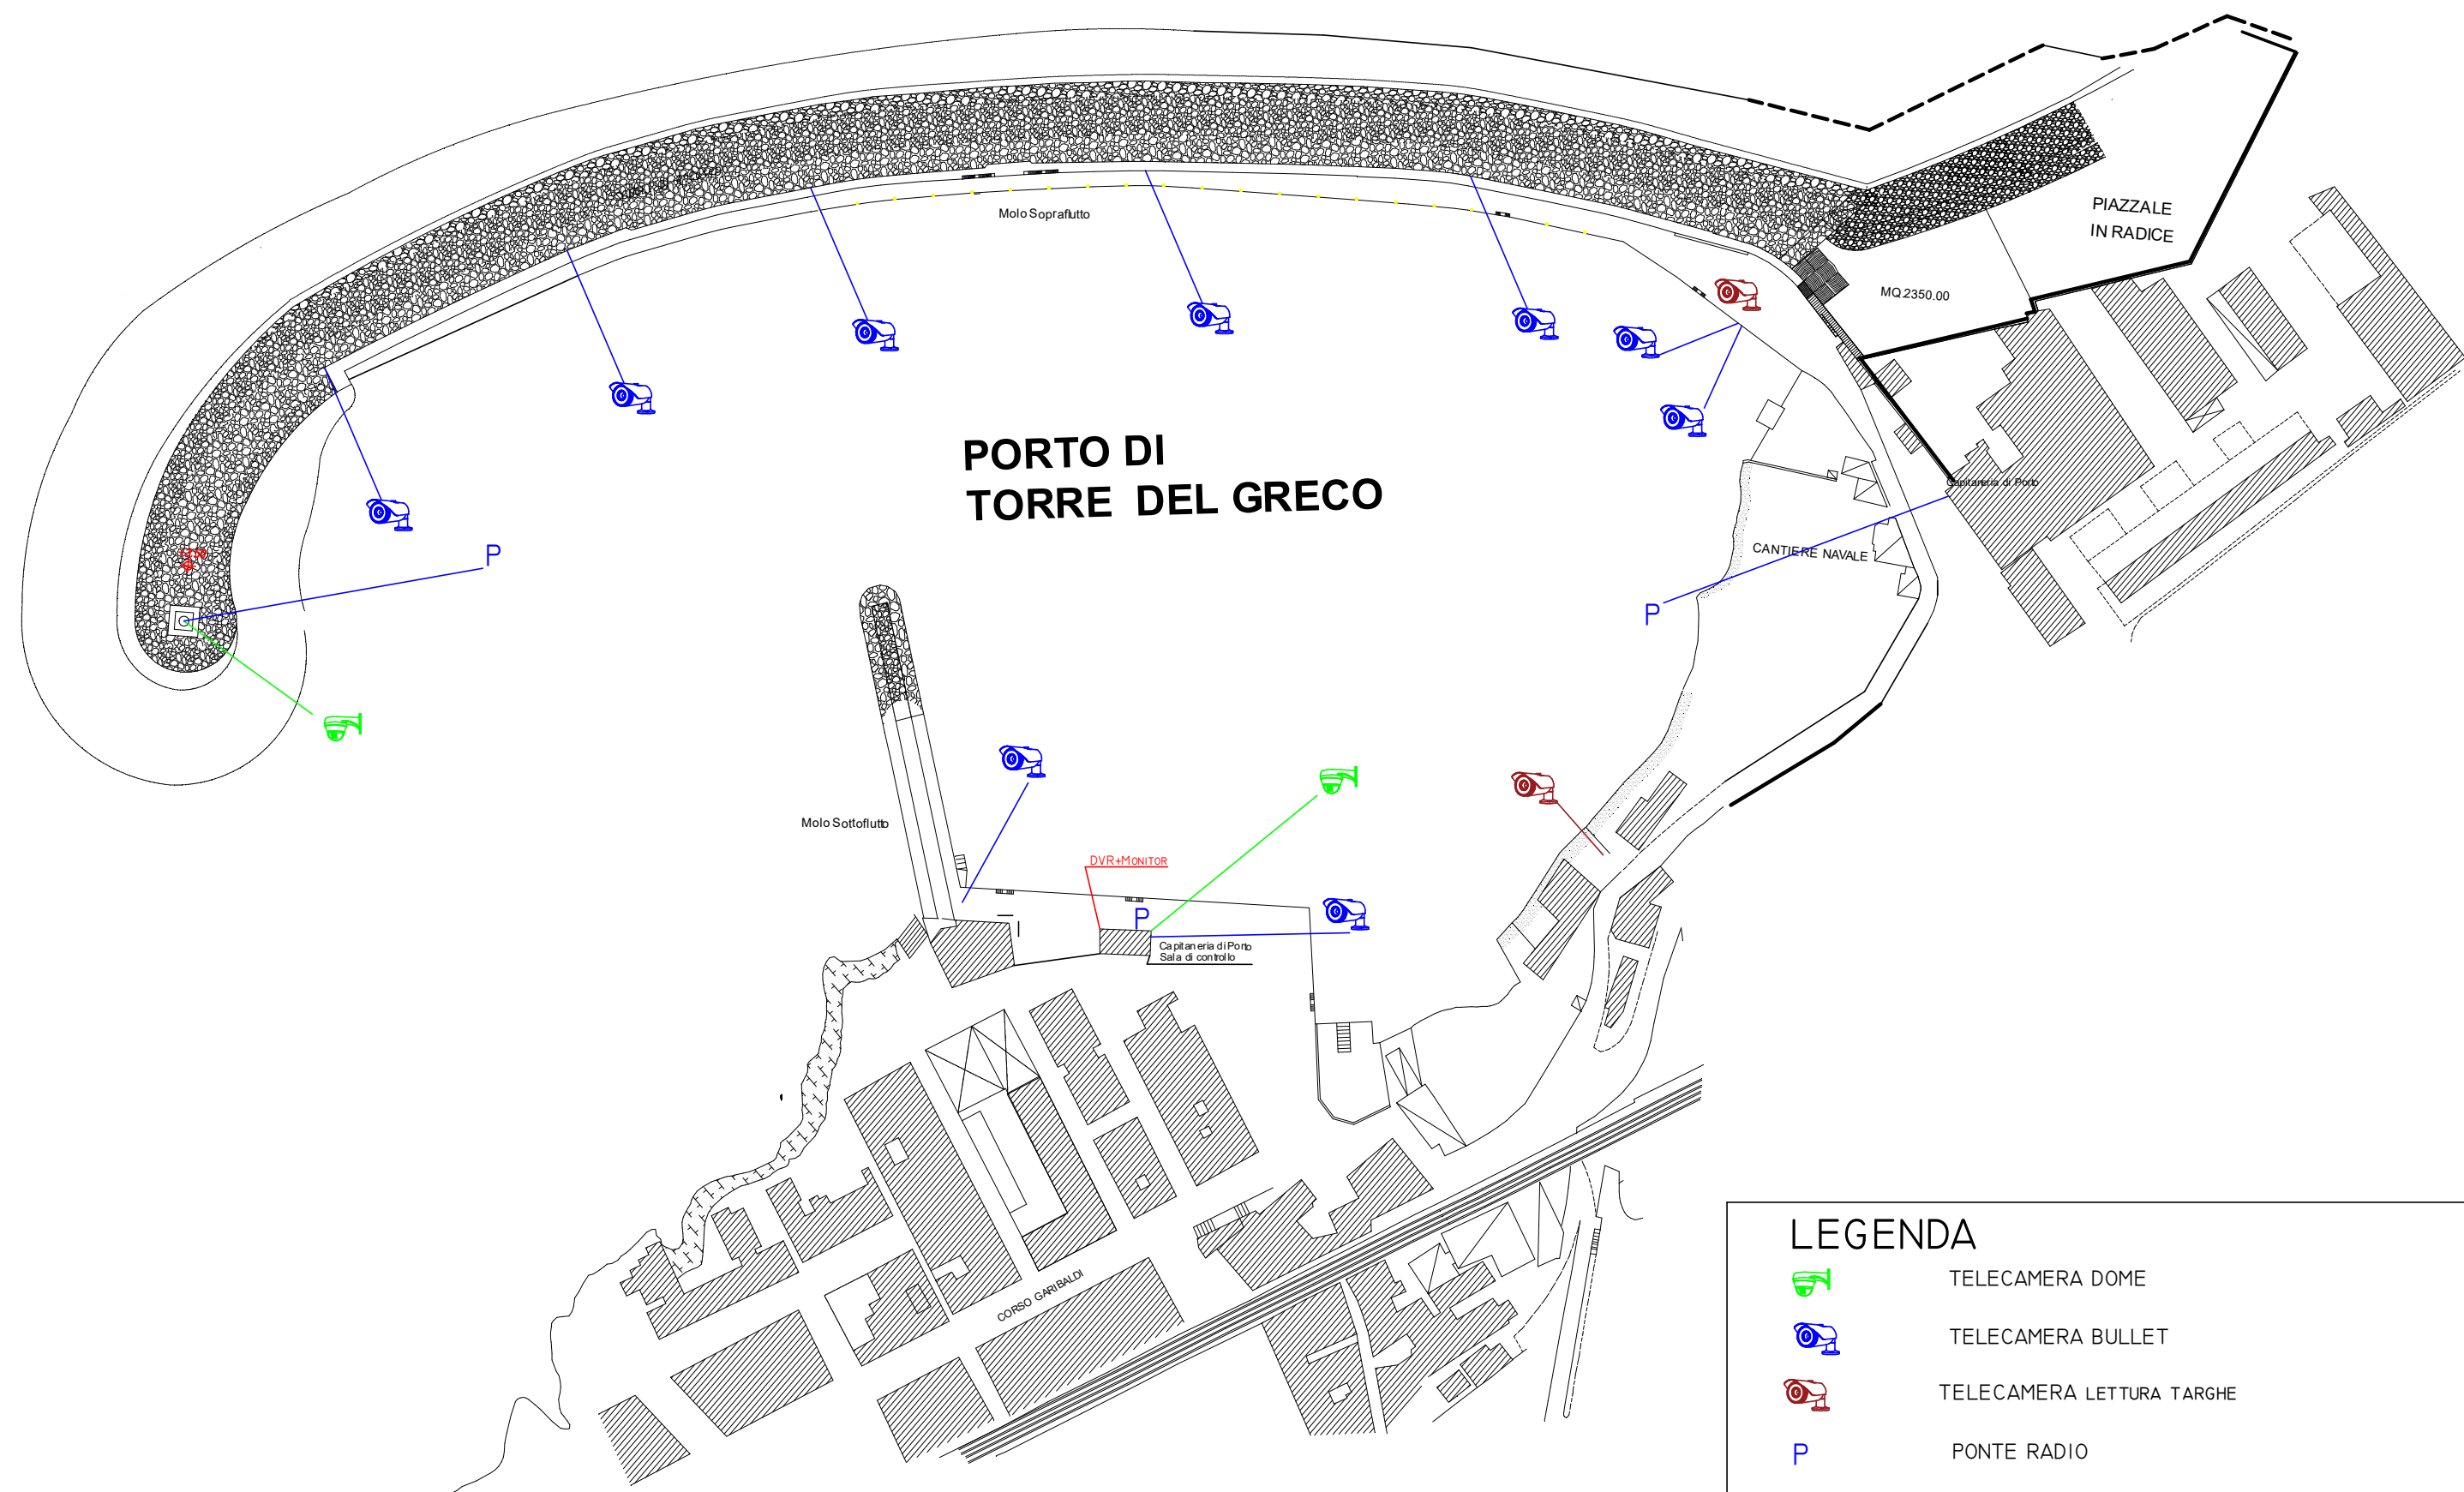 PIAZZALE
IN RADICE
Molo Sopraflutto
MQ.2350.00
PORTO DI
TORRE DEL GRECO
Capitaneria di Porto
CANTIERE NAVALE
P
P
Molo Sottoflutto
DVR+MONITOR
P
Capitaneria di Porto
Sala di controllo
CORSO GARIBALDI
LEGENDA
TELECAMERA DOME
TELECAMERA BULLET
TELECAMERA LETTURA TARGHE
P PONTE RADIO